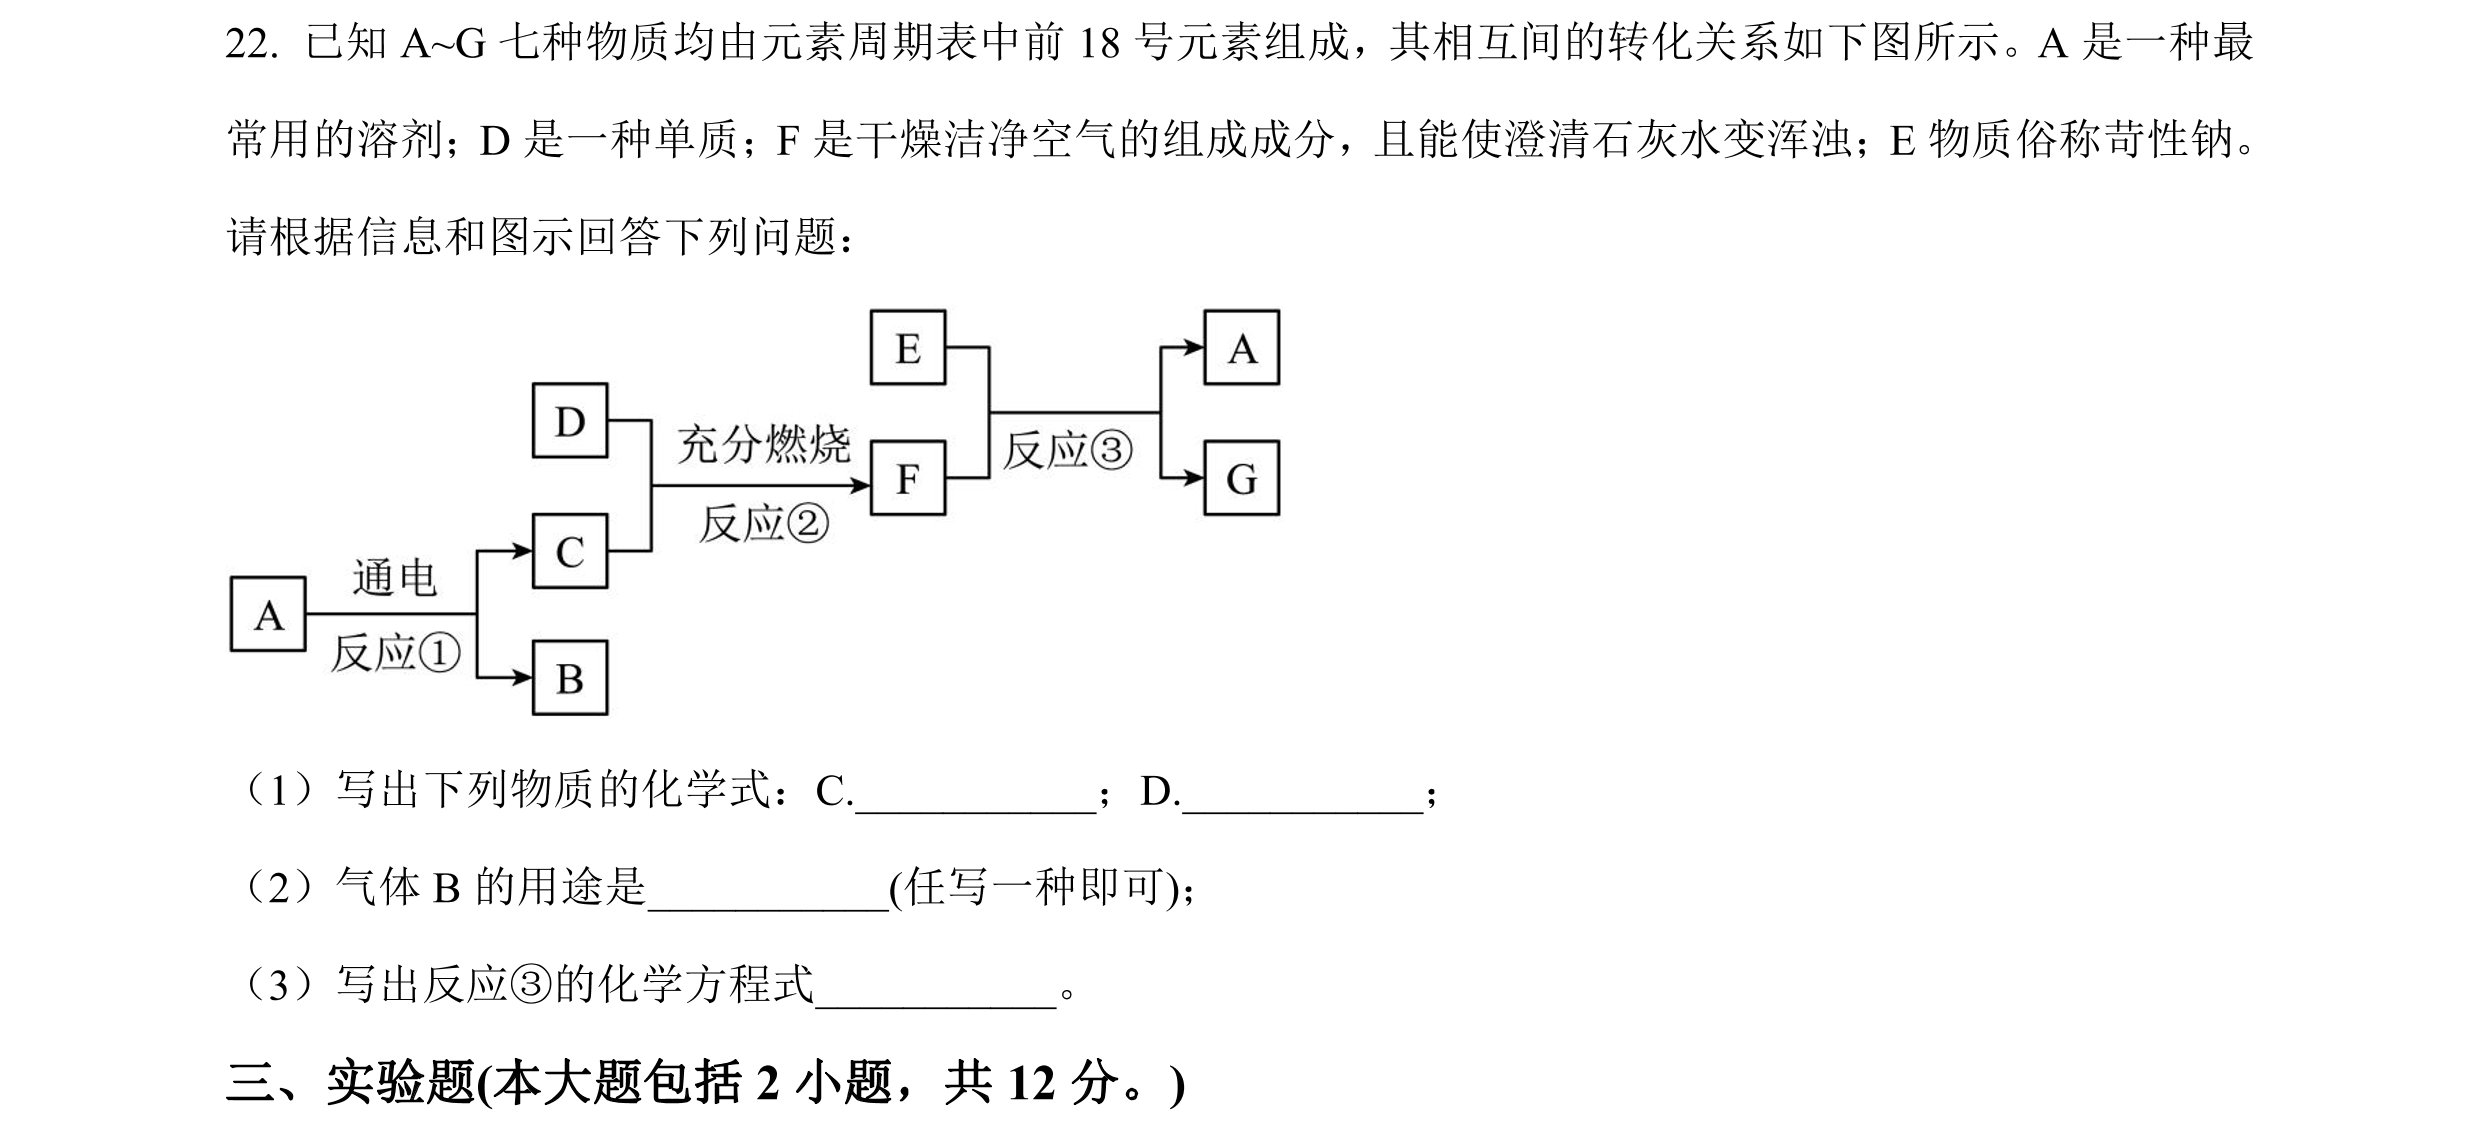 22. 已知 A~G 七种物质均由元素周期表中前 18 号元素组成，其相互间的转化关系如下图所示。A 是一种最
常用的溶剂；D 是一种单质；F 是干燥洁净空气的组成成分，且能使澄清石灰水变浑浊；E 物质俗称苛性钠。
请根据信息和图示回答下列问题：
E
A
D
充分燃烧
F
反应③
G
反应②
C
通电
A
反应①
B
（1）写出下列物质的化学式：C.___________；D.___________；
（2）气体 B 的用途是___________(任写一种即可)；
（3）写出反应③的化学方程式___________。
三、实验题(本大题包括 2 小题，共 12 分。)